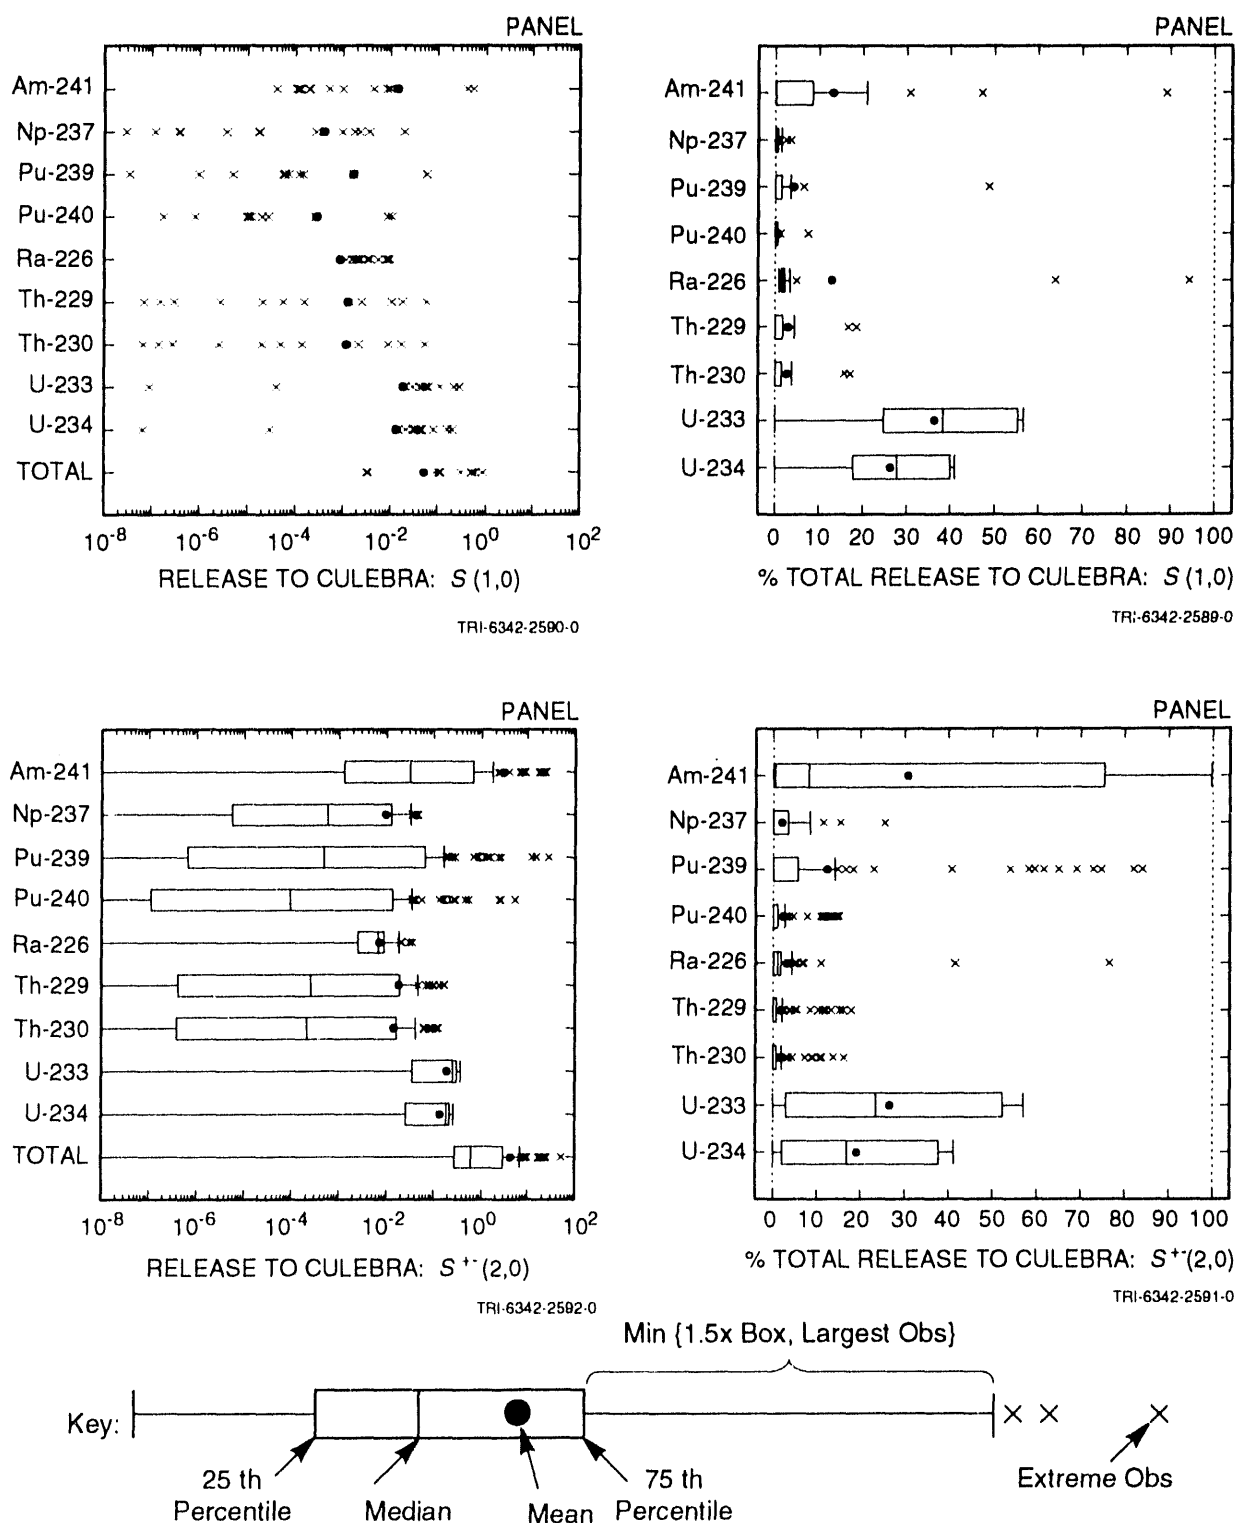 PANEL
Am-241
Np-237
Pu-239
Pu-240
Ra-226
Th-229
Th-230
U-233
U-234
TOTAL
10-8 10-6 10-4 10-2 100 102
RELEASE TO CULEBRA: S (1,0)
TRI-6342-2590-0
PANEL
Am-241
Np-237
Pu-239
Pu-240
Ra-226
Th-229
Th-230
U-233
U-234
0 10 20 30 40 50 60 70 80 90 100
% TOTAL RELEASE TO CULEBRA: S (1,0)
TRI-6342-2589-0
PANEL
Am-241
Np-237
Pu-239
Pu-240
Ra-226
Th-229
Th-230
U-233
U-234
TOTAL
10-8 10-6 10-4 10-2 100 102
RELEASE TO CULEBRA: S+-(2,0)
TRI-6342-2592-0
PANEL
Am-241
Np-237
Pu-239
Pu-240
Ra-226
Th-229
Th-230
U-233
U-234
0 10 20 30 40 50 60 70 80 90 100
% TOTAL RELEASE TO CULEBRA: S+-(2,0)
TRI-6342-2591-0
Min {1.5x Box, Largest Obs}
Key:
25 th
Percentile
Median
Mean
75 th
Percentile
Extreme Obs